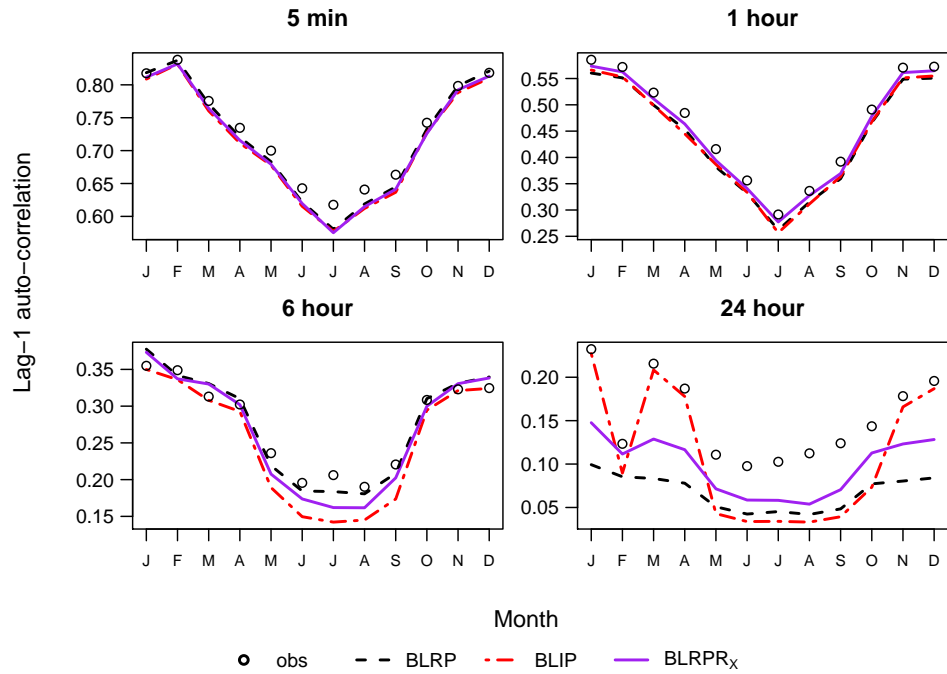 5 min
1 hour
0.80
0.75
0.70
0.65
0.60
J F M A M J J A S O N D
0.55
0.50
0.45
0.40
0.35
0.30
0.25
J F M A M J J A S O N D
6 hour
24 hour
0.35
0.30
0.25
0.20
0.15
J F M A M J J A S O N D
0.20
0.15
0.10
0.05
J F M A M J J A S O N D
Lag−1 auto−correlation
Month
obs BLRP BLIP BLRPRX